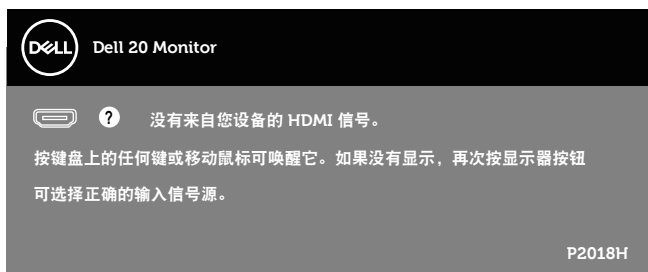 DELL Dell 20 Monitor
? 没有来自您设备的 HDMI 信号。
按键盘上的任何键或移动鼠标可唤醒它。如果没有显示，再次按显示器按钮
可选择正确的输入信号源。
P2018H